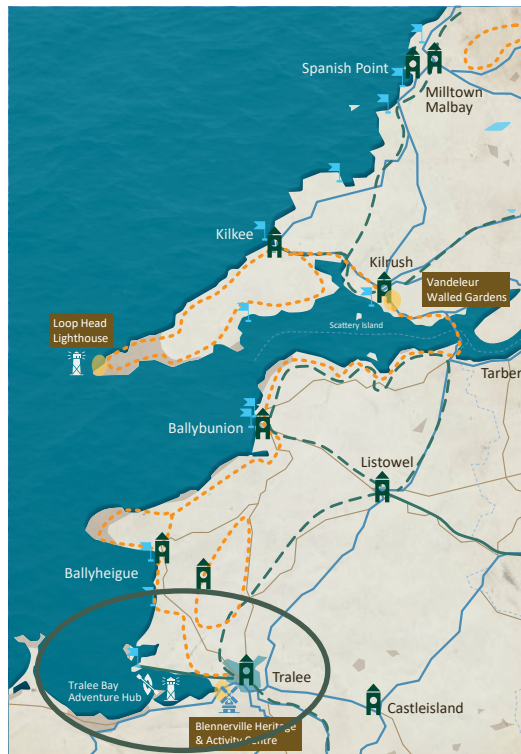 Spanish Point
Milltown
Malbay
Kilkee
Kilrush
Vandeleur
Walled Gardens
Loop Head
Lighthouse
Scattery Island
Tarber
Ballybunion
Listowel
Ballyheigue
Tralee Bay
Adventure Hub
Tralee
Castleisland
Blennerville Heritage
& Activity Centre